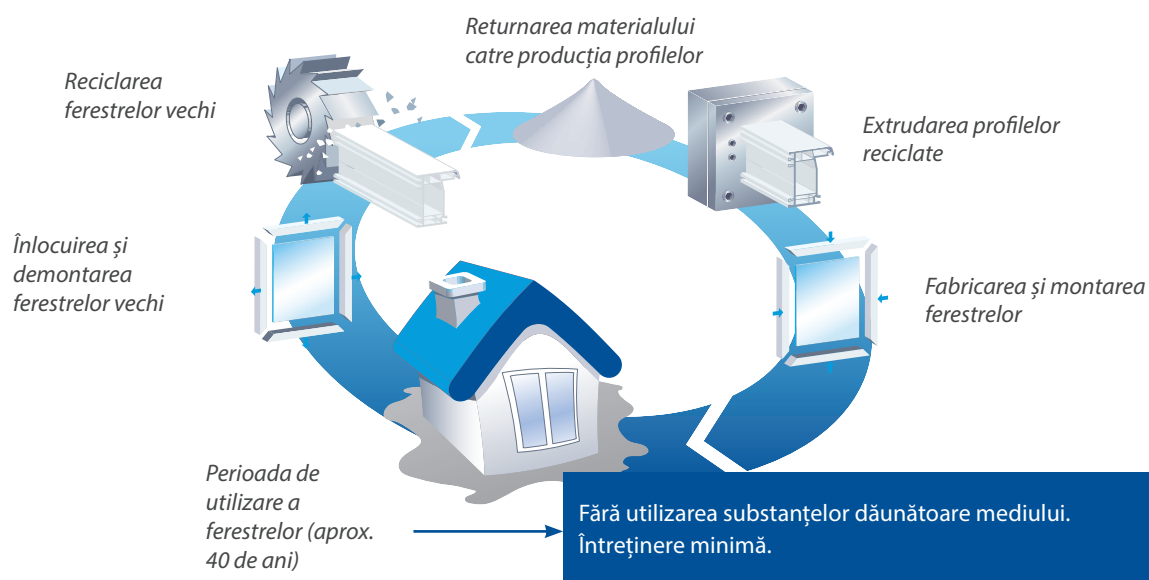 Returnarea materialului
catre producția profilelor
Reciclarea
ferestrelor vechi
Extrudarea profilelor
reciclate
Înlocuirea și
demontarea
ferestrelor vechi
Fabricarea și montarea
ferestrelor
Perioada de
utilizare a
ferestrelor (aprox.
40 de ani)
Fără utilizarea substanțelor dăunătoare mediului.
Întreținere minimă.